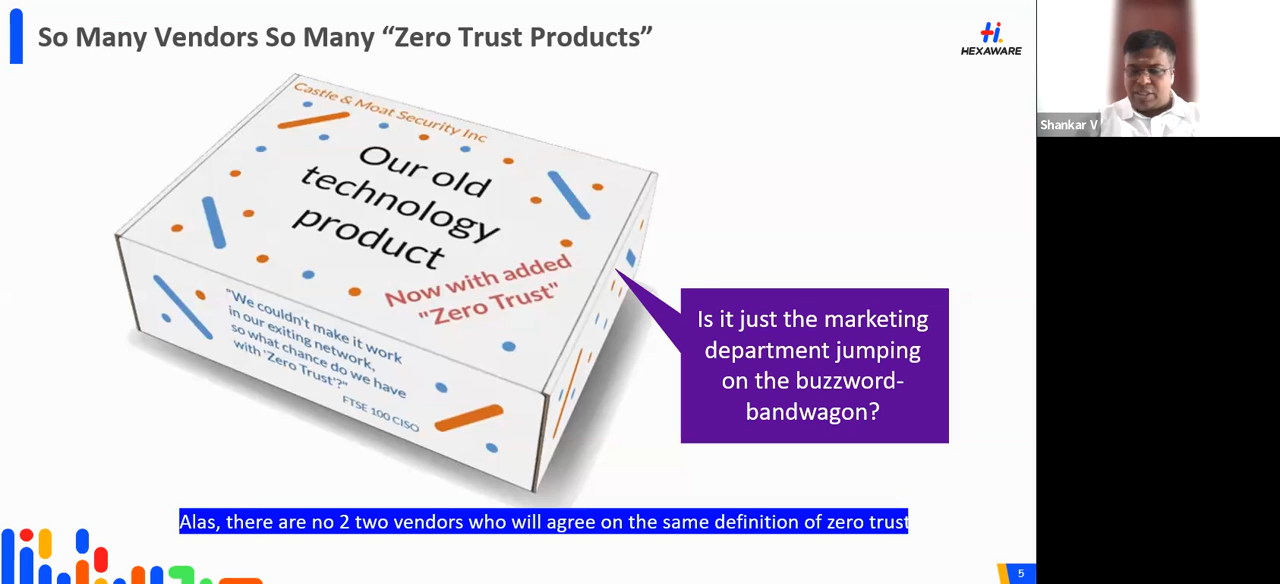 So Many Vendors So Many “Zero Trust Products”
HEXAWARE
Shankar V
Castle & Moat Security Inc
Our old
technology
product
Now with added
"Zero Trust"
"We couldn't make it work
in our exiting network,
so what chance do we have
with 'Zero Trust'?"
FTSE 100 CISO
Is it just the marketing
department jumping
on the buzzword-
bandwagon?
Alas, there are no 2 two vendors who will agree on the same definition of zero trust
5